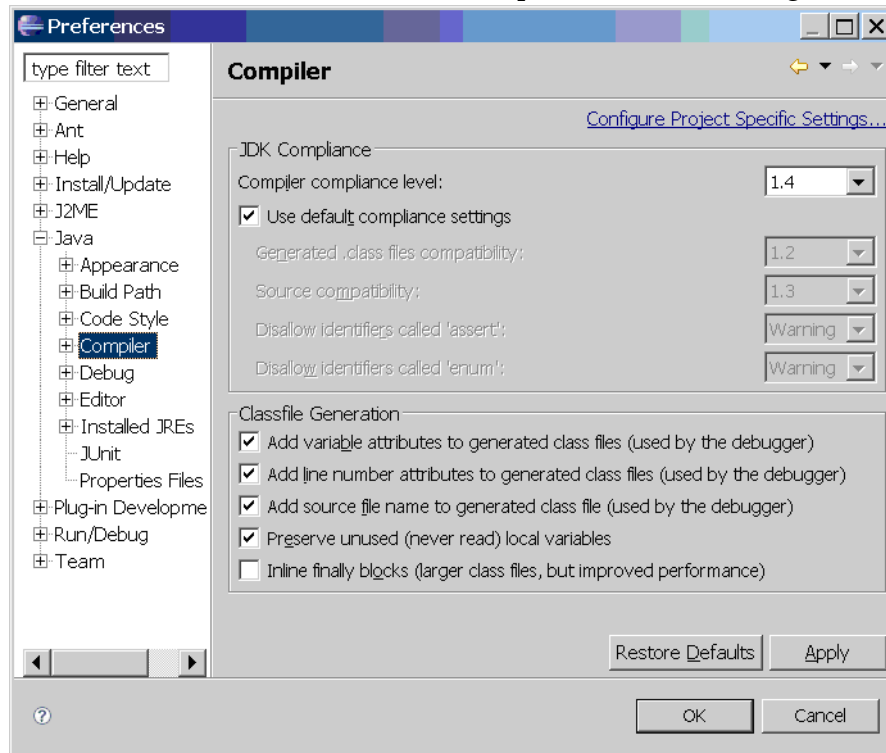 Preferences
type filter text
Compiler
General
Ant
Help
Install/Update
J2ME
Java
Appearance
Build Path
Code Style
Compiler
Debug
Editor
Installed JREs
JUnit
Properties Files
Plug-in Developme
Run/Debug
Team
Configure Project Specific Settings...
JDK Compliance
Compiler compliance level: 1.4
Use default compliance settings
Generated .class files compatibility: 1.2
Source compatibility: 1.3
Disallow identifiers called 'assert': Warning
Disallow identifiers called 'enum': Warning
Classfile Generation
Add variable attributes to generated class files (used by the debugger)
Add line number attributes to generated class files (used by the debugger)
Add source file name to generated class file (used by the debugger)
Preserve unused (never read) local variables
Inline finally blocks (larger class files, but improved performance)
Restore Defaults Apply
? OK Cancel